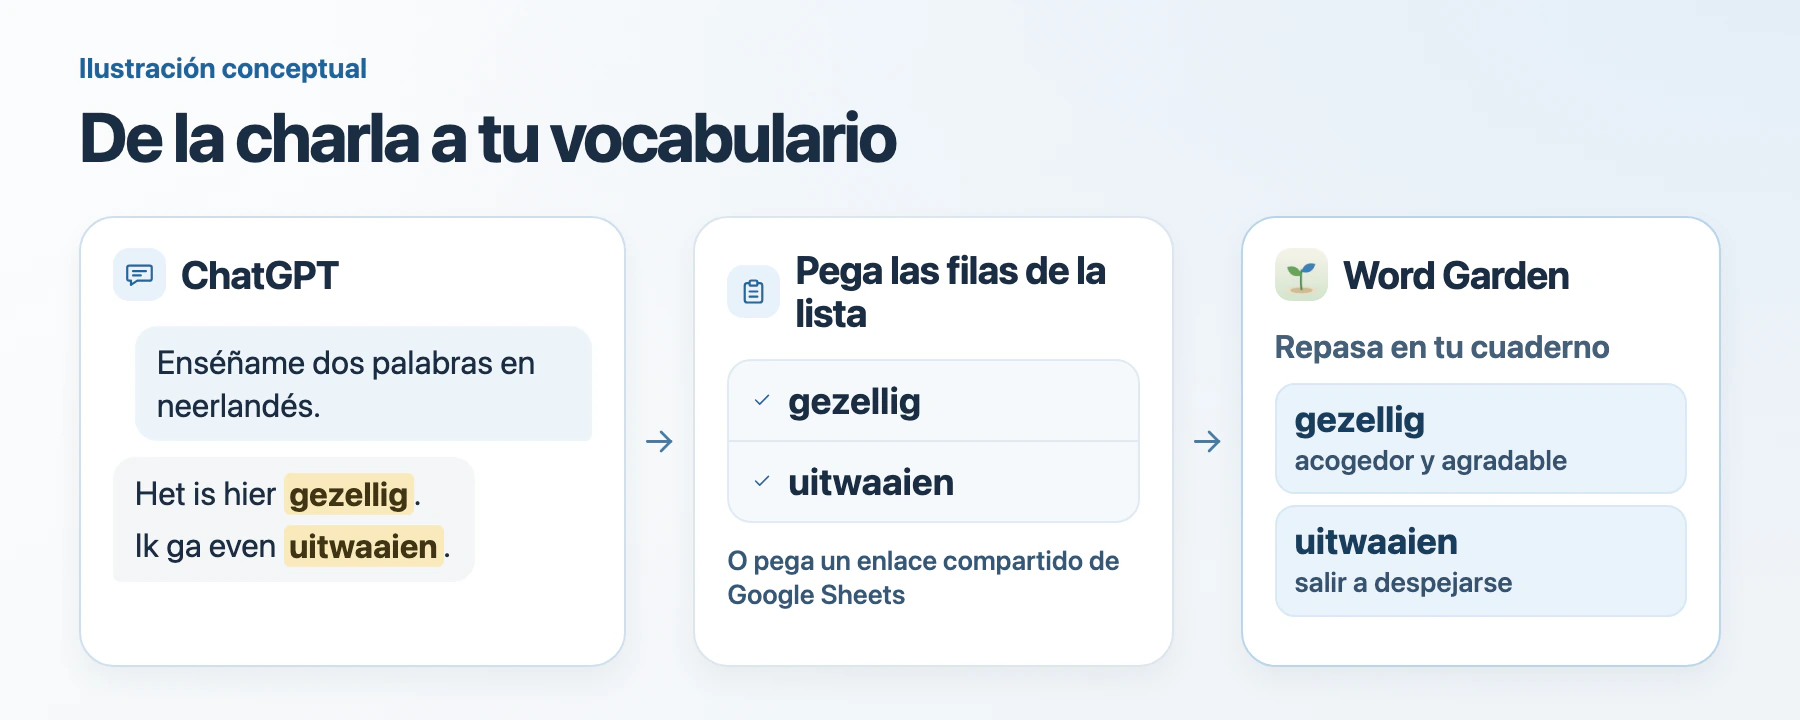 Ilustración conceptual
De la charla a tu vocabulario
ChatGPT
Enséñame dos palabras en
neerlandés.
Het is hier gezellig.
Ik ga even uitwaaien.
Pega las filas de la
lista
gezellig
uitwaaien
O pega un enlace compartido de
Google Sheets
Word Garden
Repasa en tu cuaderno
gezellig
acogedor y agradable
uitwaaien
salir a despejarse